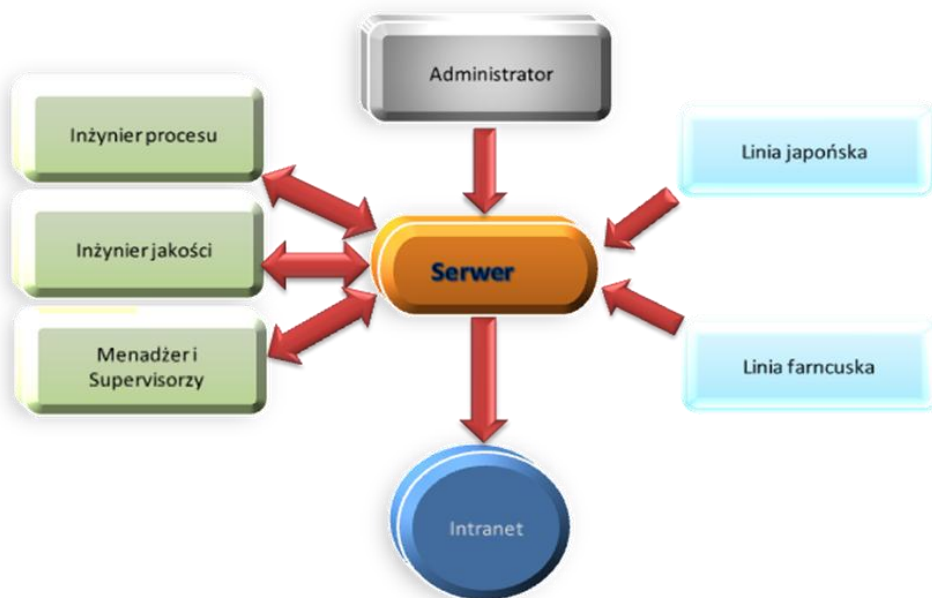 Administrator
Inżynier procesu
Linia japońska
Inżynier jakości
Serwer
Menadżer i
Supervisorzy
Linia farncuska
Intranet